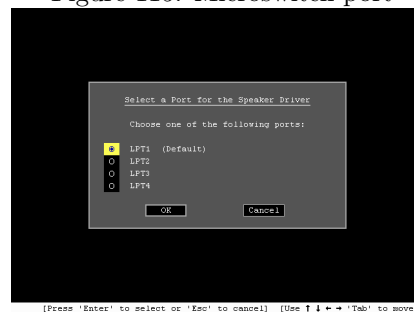 Figure 110: Microswitch port
Select a Port for the Speaker Driver
Choose one of the following ports:
LPT1 (Default)
LPT2
LPT3
LPT4
OK Cancel
[Press 'Enter' to select or 'Esc' to cancel] [Use ↑ ↓ ← → 'Tab' to move